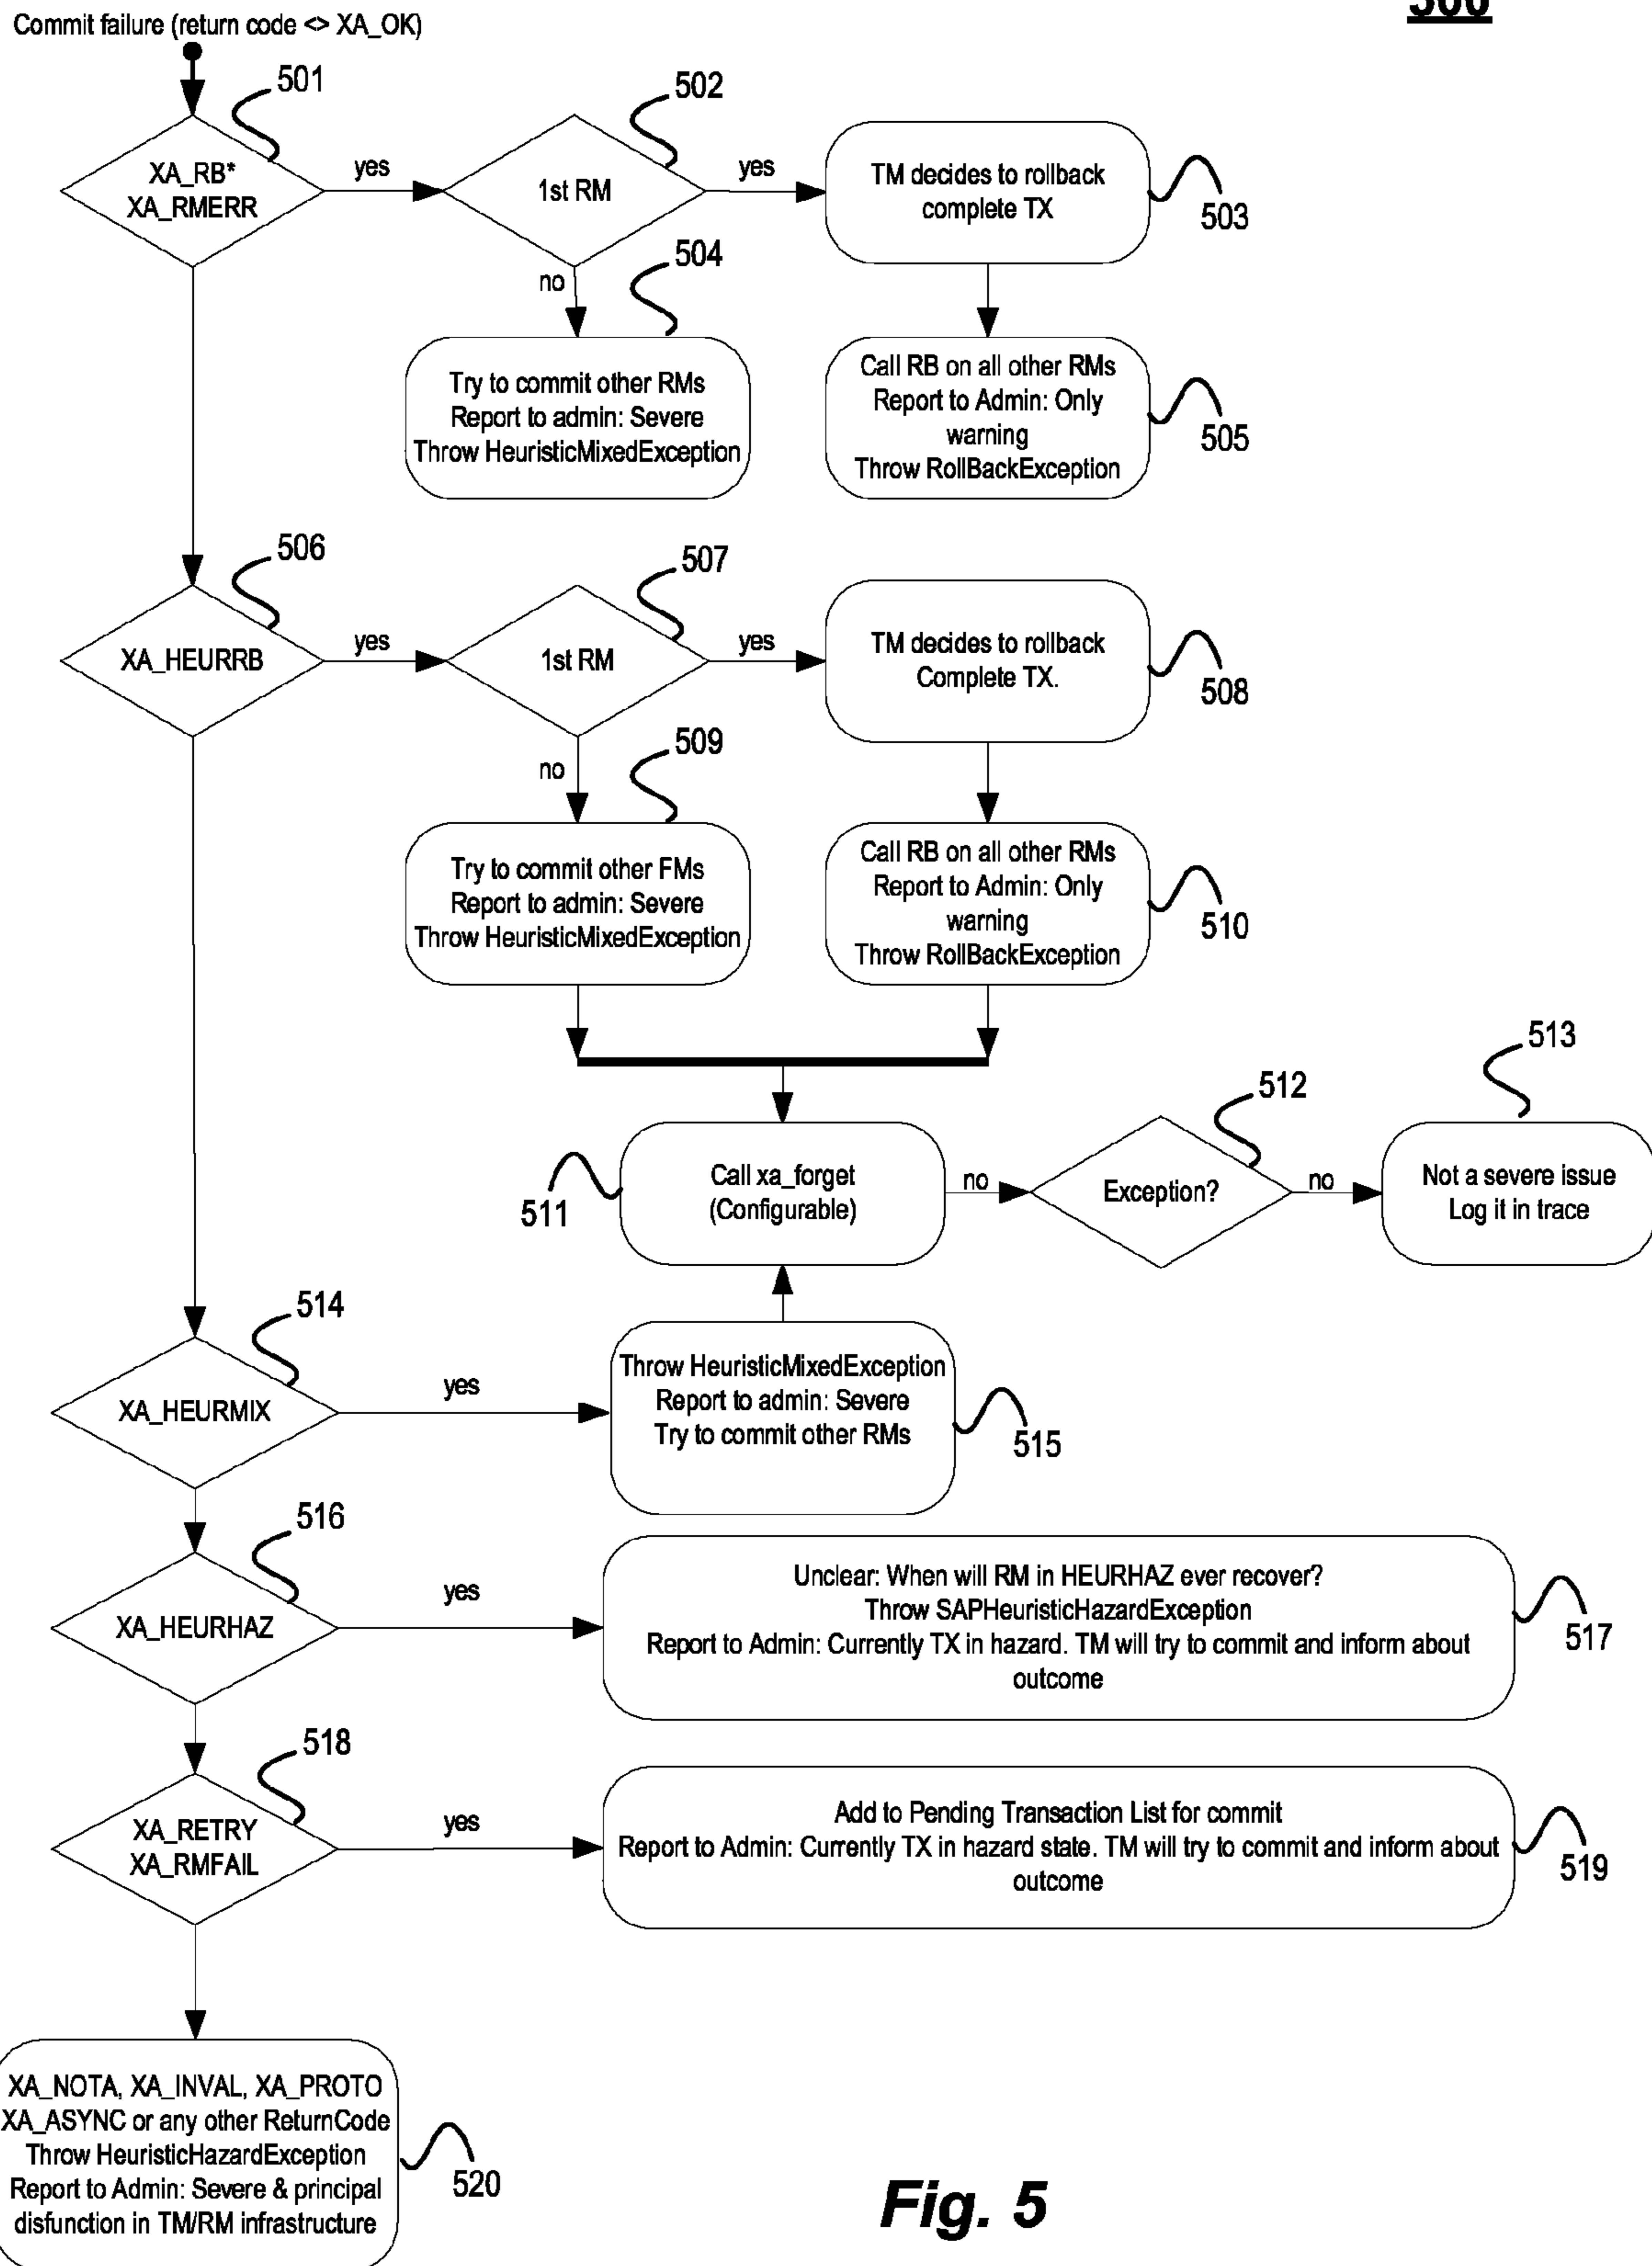 500
Commit failure (return code <> XA_OK)
501
502
XA_RB*
XA_RMERR
yes
1st RM
yes
TM decides to rollback
complete TX
503
no
504
Try to commit other RMs
Report to admin: Severe
Throw HeuristicMixedException
Call RB on all other RMs
Report to Admin: Only
warning
Throw RollBackException
505
506
507
XA_HEURRB
yes
1st RM
yes
TM decides to rollback
Complete TX.
508
no
509
Try to commit other FMs
Report to admin: Severe
Throw HeuristicMixedException
Call RB on all other RMs
Report to Admin: Only
warning
Throw RollBackException
510
511
Call xa_forget
(Configurable)
no
512
Exception?
no
513
Not a severe issue
Log it in trace
514
XA_HEURMIX
yes
Throw HeuristicMixedException
Report to admin: Severe
Try to commit other RMs
515
516
XA_HEURHAZ
yes
Unclear: When will RM in HEURHAZ ever recover?
Throw SAPHeuristicHazardException
Report to Admin: Currently TX in hazard. TM will try to commit and inform about
outcome
517
518
XA_RETRY
XA_RMFAIL
yes
Add to Pending Transaction List for commit
Report to Admin: Currently TX in hazard state. TM will try to commit and inform about
outcome
519
XA_NOTA, XA_INVAL, XA_PROTO
XA_ASYNC or any other ReturnCode
Throw HeuristicHazardException
Report to Admin: Severe & principal
disfunction in TM/RM infrastructure
520
Fig. 5